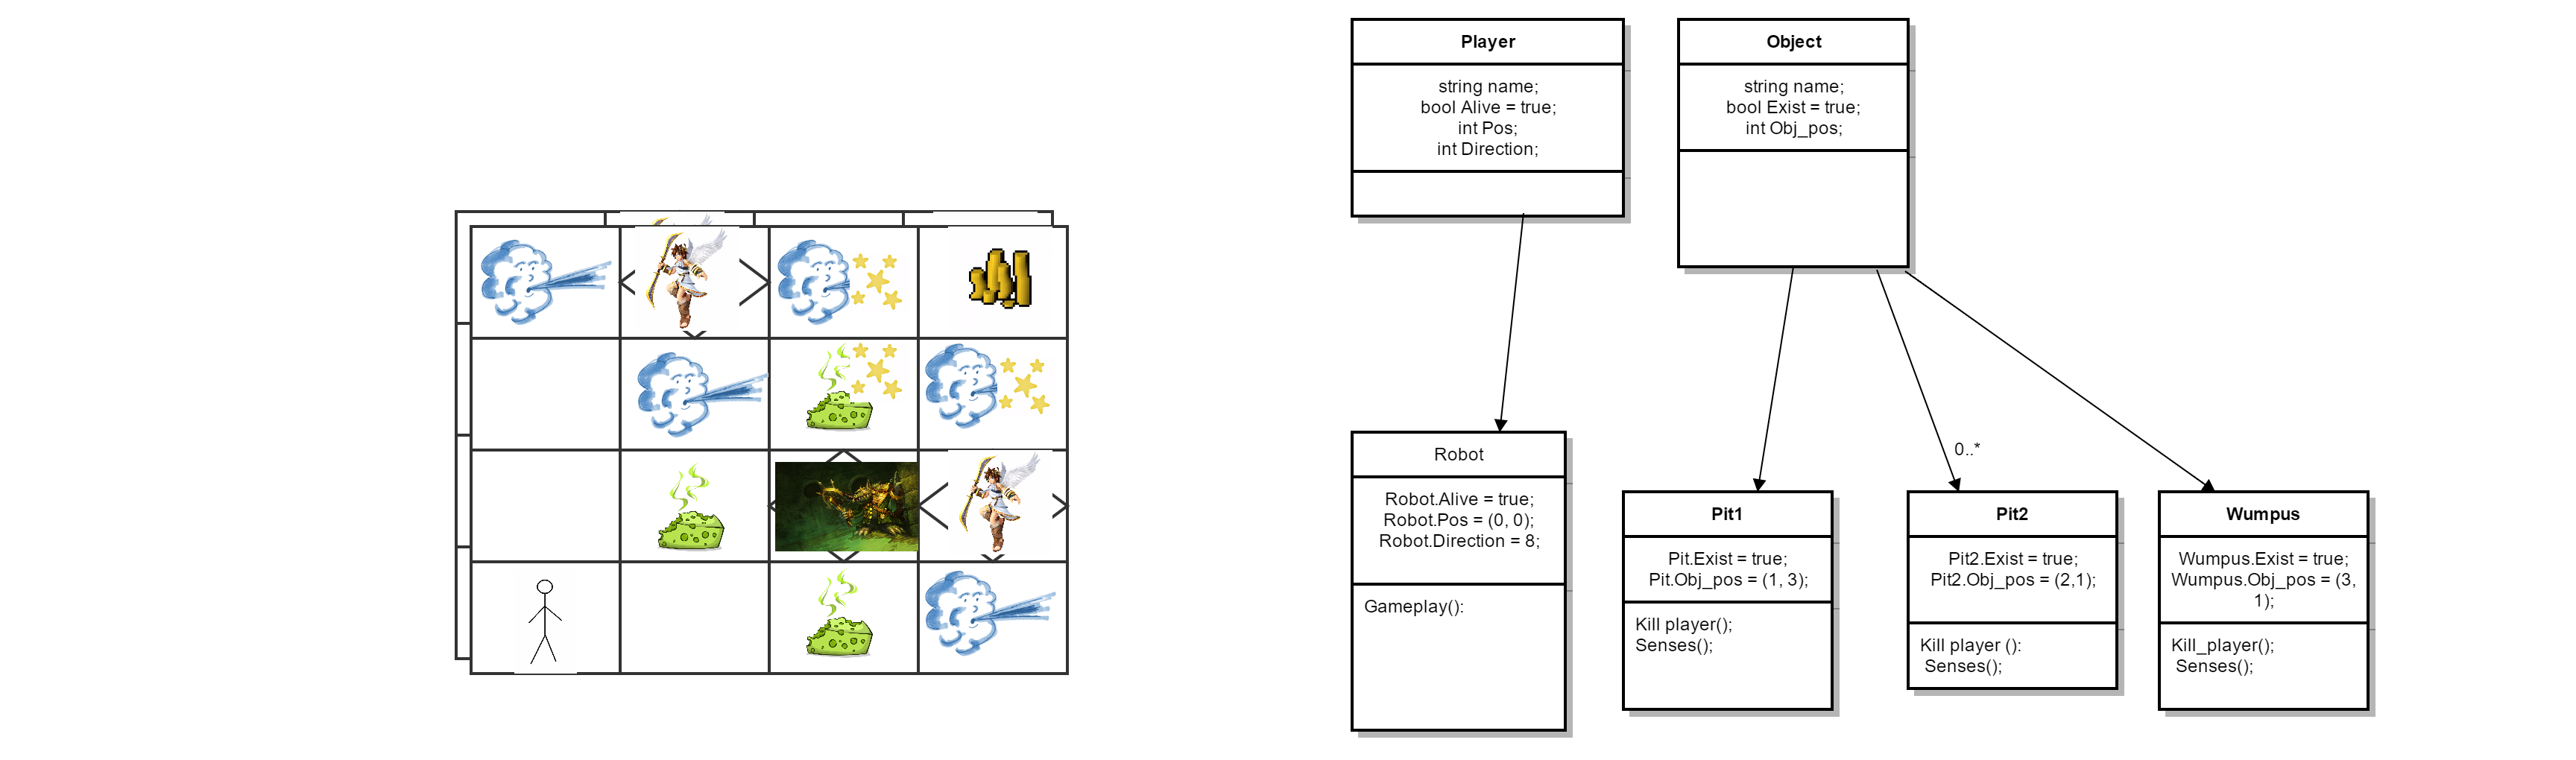 Player
string name;
bool Alive = true;
int Pos;
int Direction;
Object
string name;
bool Exist = true;
int Obj_pos;
0..*
Robot
Robot.Alive = true;
Robot.Pos = (0, 0);
Robot.Direction = 8;
Gameplay():
Pit1
Pit.Exist = true;
Pit.Obj_pos = (1, 3);
Kill player();
Senses();
Pit2
Pit2.Exist = true;
Pit2.Obj_pos = (2,1);
Kill player ():
Senses();
Wumpus
Wumpus.Exist = true;
Wumpus.Obj_pos = (3,
1);
Kill_player();
Senses();